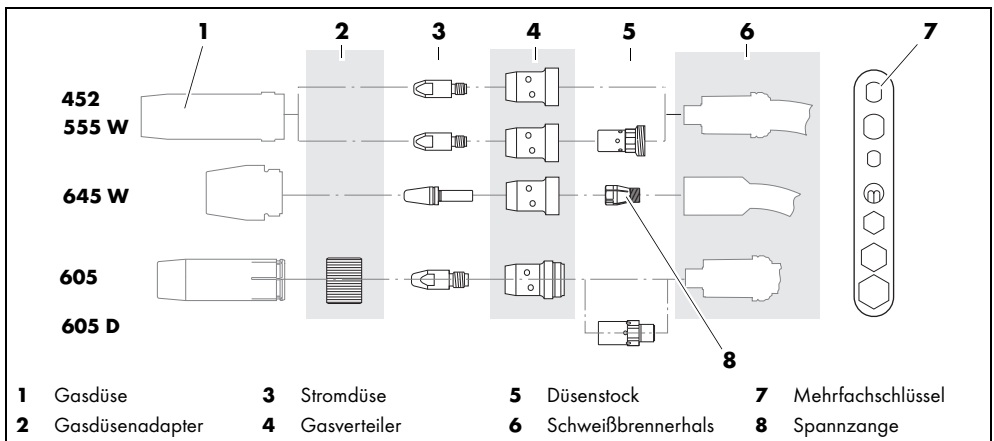 1 2 3 4 5 6 7
452
555 W
645 W
605
605 D
8
1 Gasdüse 3 Stromdüse 5 Düsenstock 7 Mehrfachschlüssel
2 Gasdüsenadapter 4 Gasverteiler 6 Schweißbrennerhals 8 Spannzange